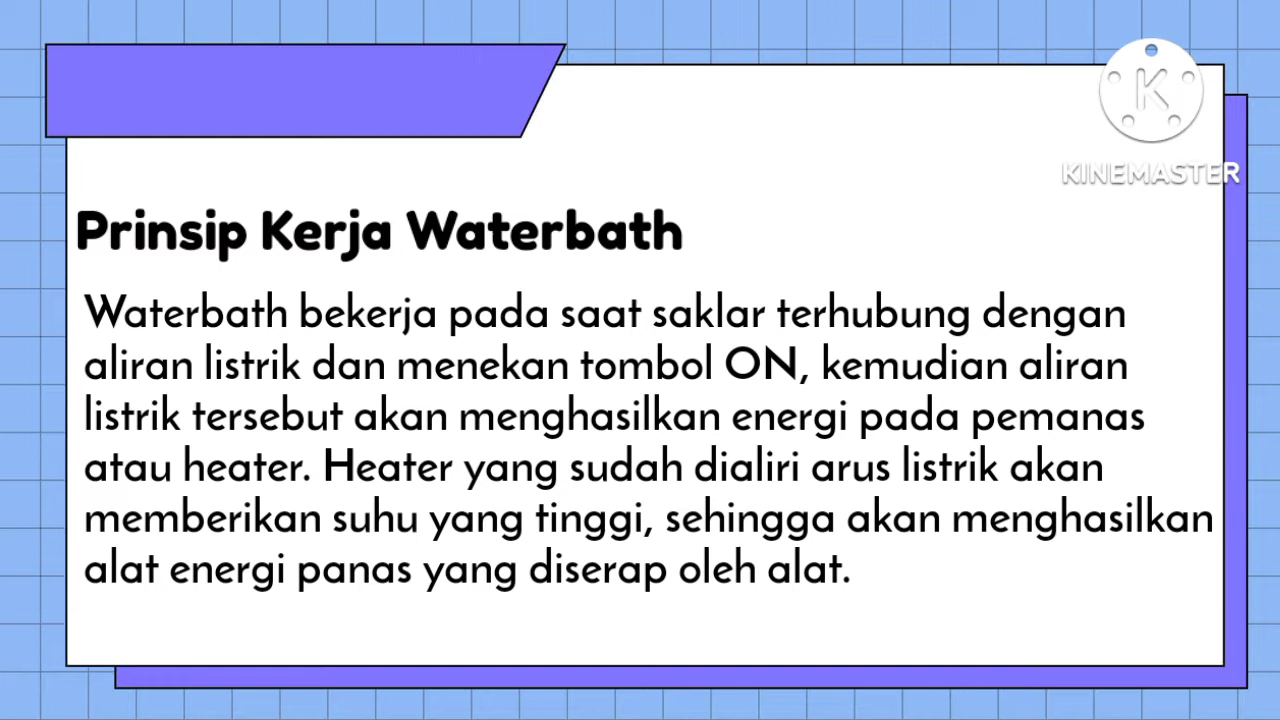 K
KINEMASTER
Prinsip Kerja Waterbath
Waterbath bekerja pada saat saklar terhubung dengan
aliran listrik dan menekan tombol ON, kemudian aliran
listrik tersebut akan menghasilkan energi pada pemanas
atau heater. Heater yang sudah dialiri arus listrik akan
memberikan suhu yang tinggi, sehingga akan menghasilkan
alat energi panas yang diserap oleh alat.